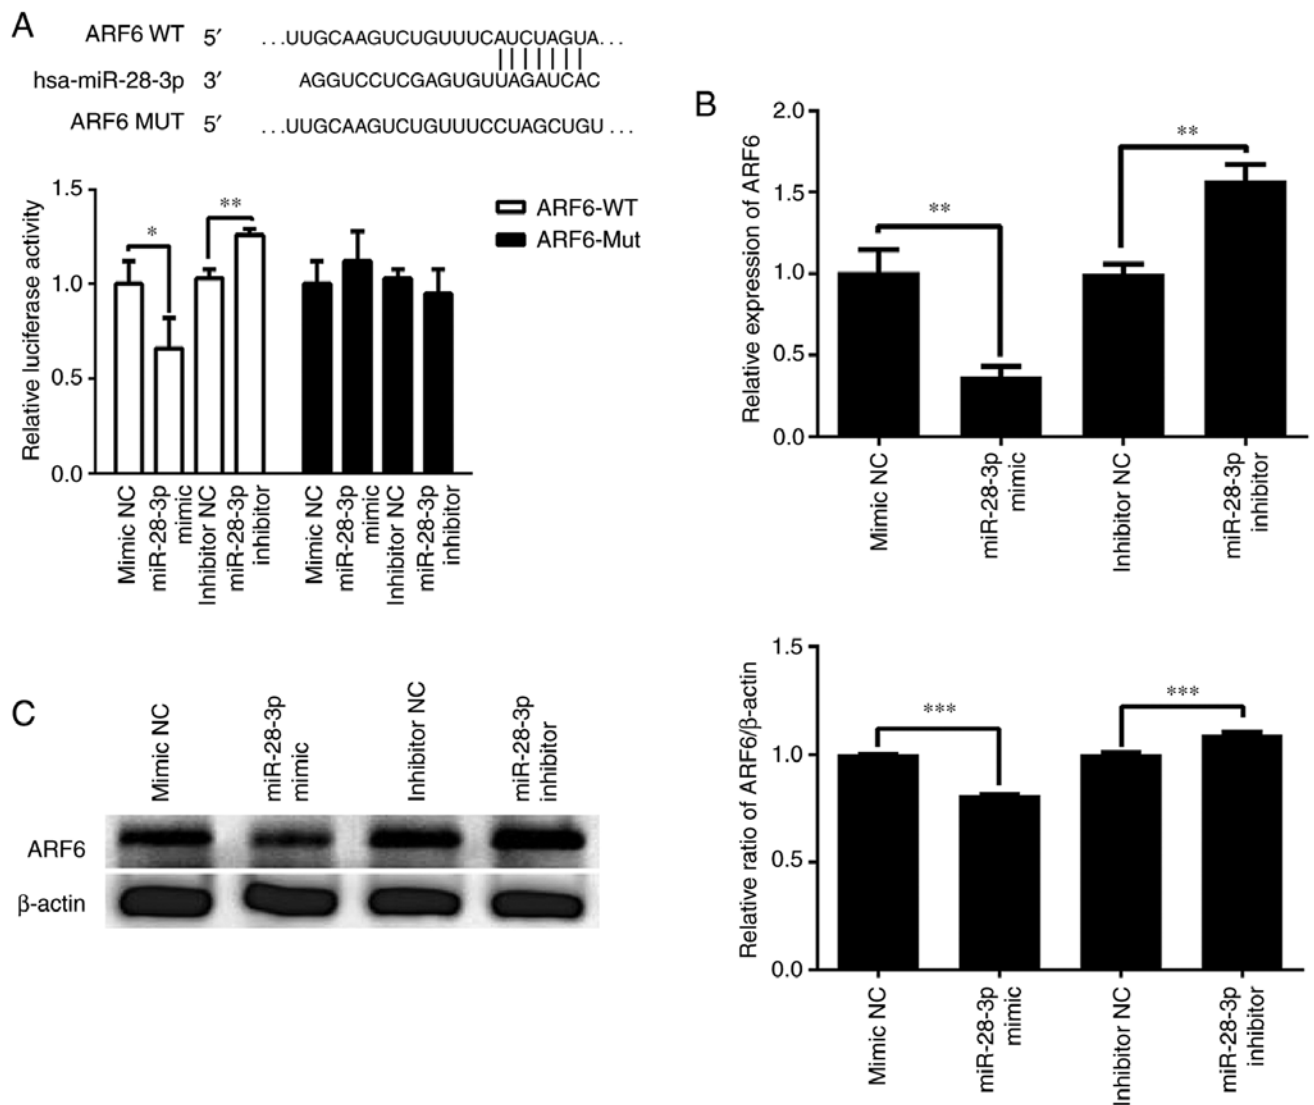 A
ARF6 WT 5′ ...UUGCAAGUCUGUUUCAUCUAGUA...
hsa-miR-28-3p 3′ AGGUCCUCGAGUGUUAGAUCAC
ARF6 MUT 5′ ...UUGCAAGUCUGUUUCCUAGCUGU...
Relative luciferase activity
1.5
1.0
0.5
0.0
*
**
ARF6-WT
ARF6-Mut
Mimic NC
miR-28-3p
mimic
Inhibitor NC
miR-28-3p
inhibitor
Mimic NC
miR-28-3p
mimic
Inhibitor NC
miR-28-3p
inhibitor
B
Relative expression of ARF6
2.0
1.5
1.0
0.5
0.0
**
**
Mimic NC
miR-28-3p
mimic
Inhibitor NC
miR-28-3p
inhibitor
C
Mimic NC
miR-28-3p
mimic
Inhibitor NC
miR-28-3p
inhibitor
ARF6
β-actin
Relative ratio of ARF6/β-actin
1.5
1.0
0.5
0.0
***
***
Mimic NC
miR-28-3p
mimic
Inhibitor NC
miR-28-3p
inhibitor